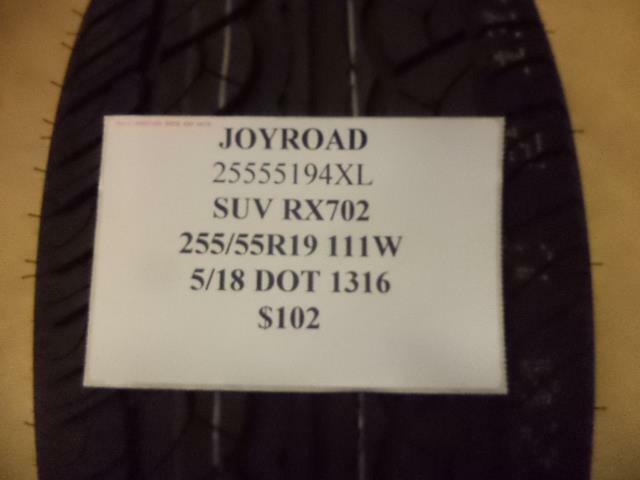 JOYROAD
25555194XL
SUV RX702
255/55R19 111W
5/18 DOT 1316
$102